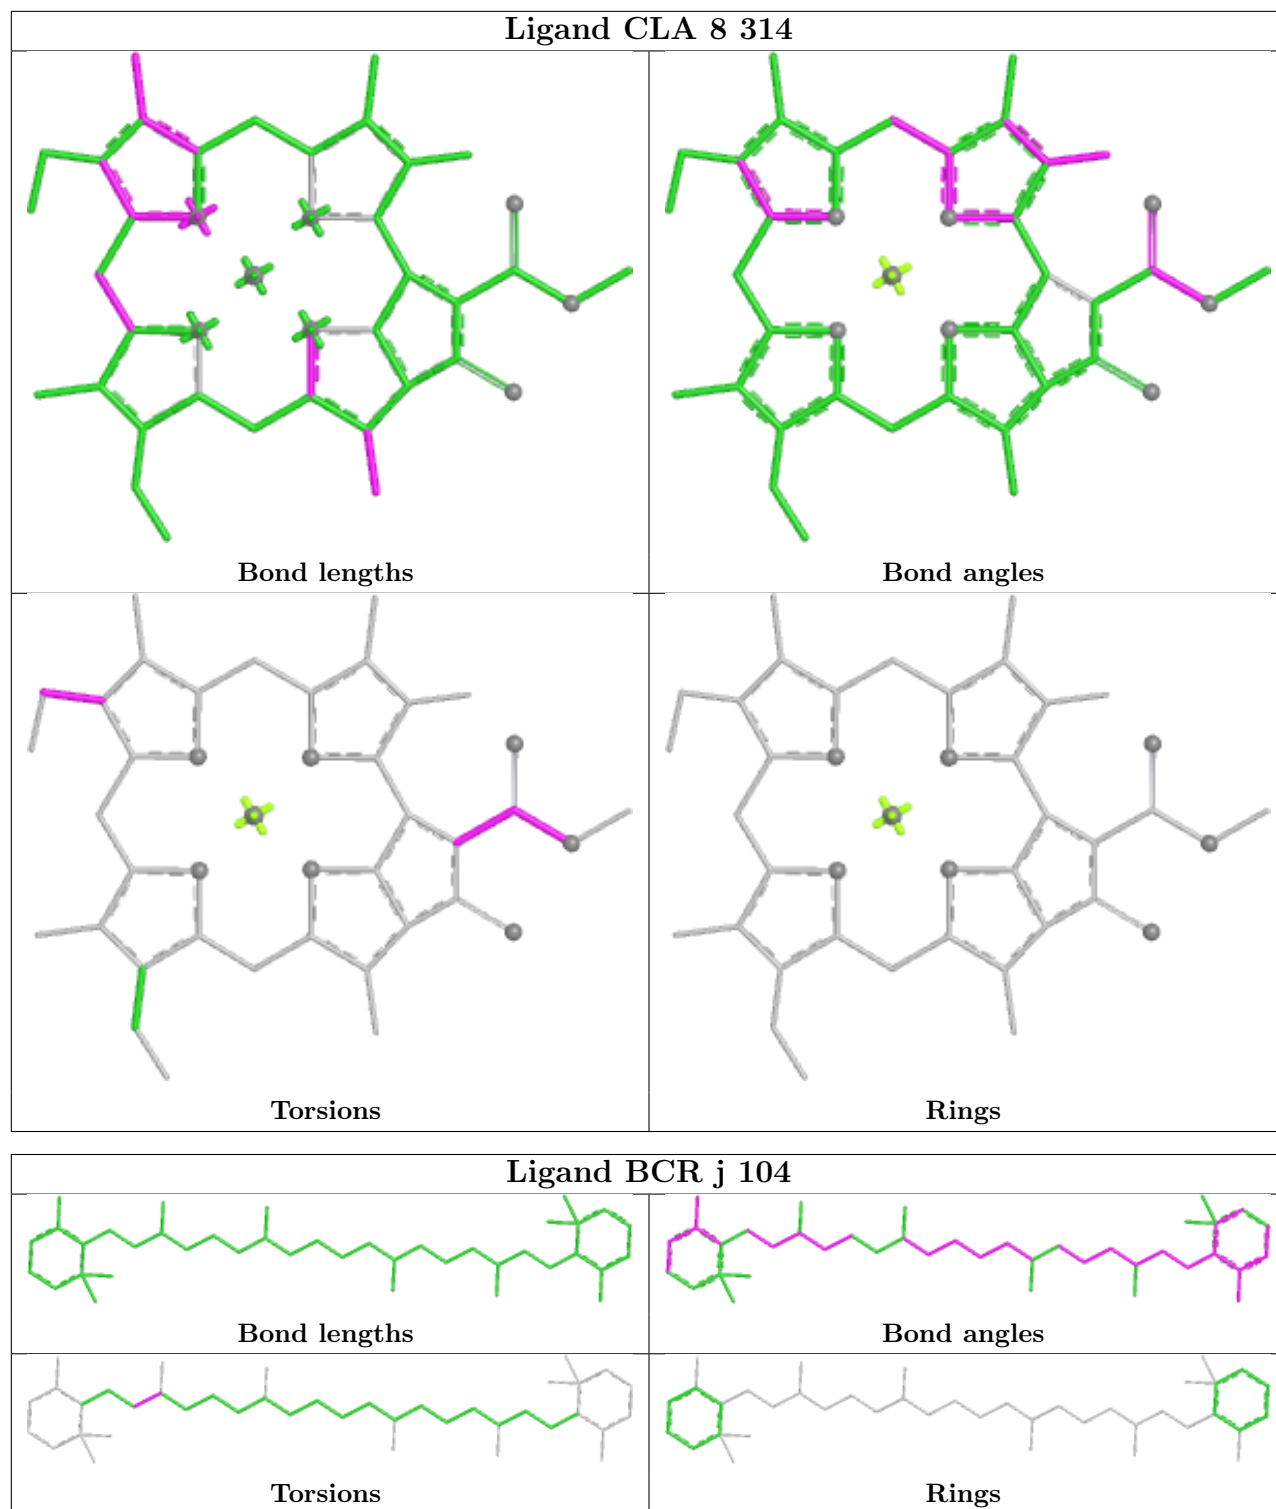 Ligand CLA 8 314
Bond lengths
Bond angles
Torsions
Rings
Ligand BCR j 104
Bond lengths
Bond angles
Torsions
Rings